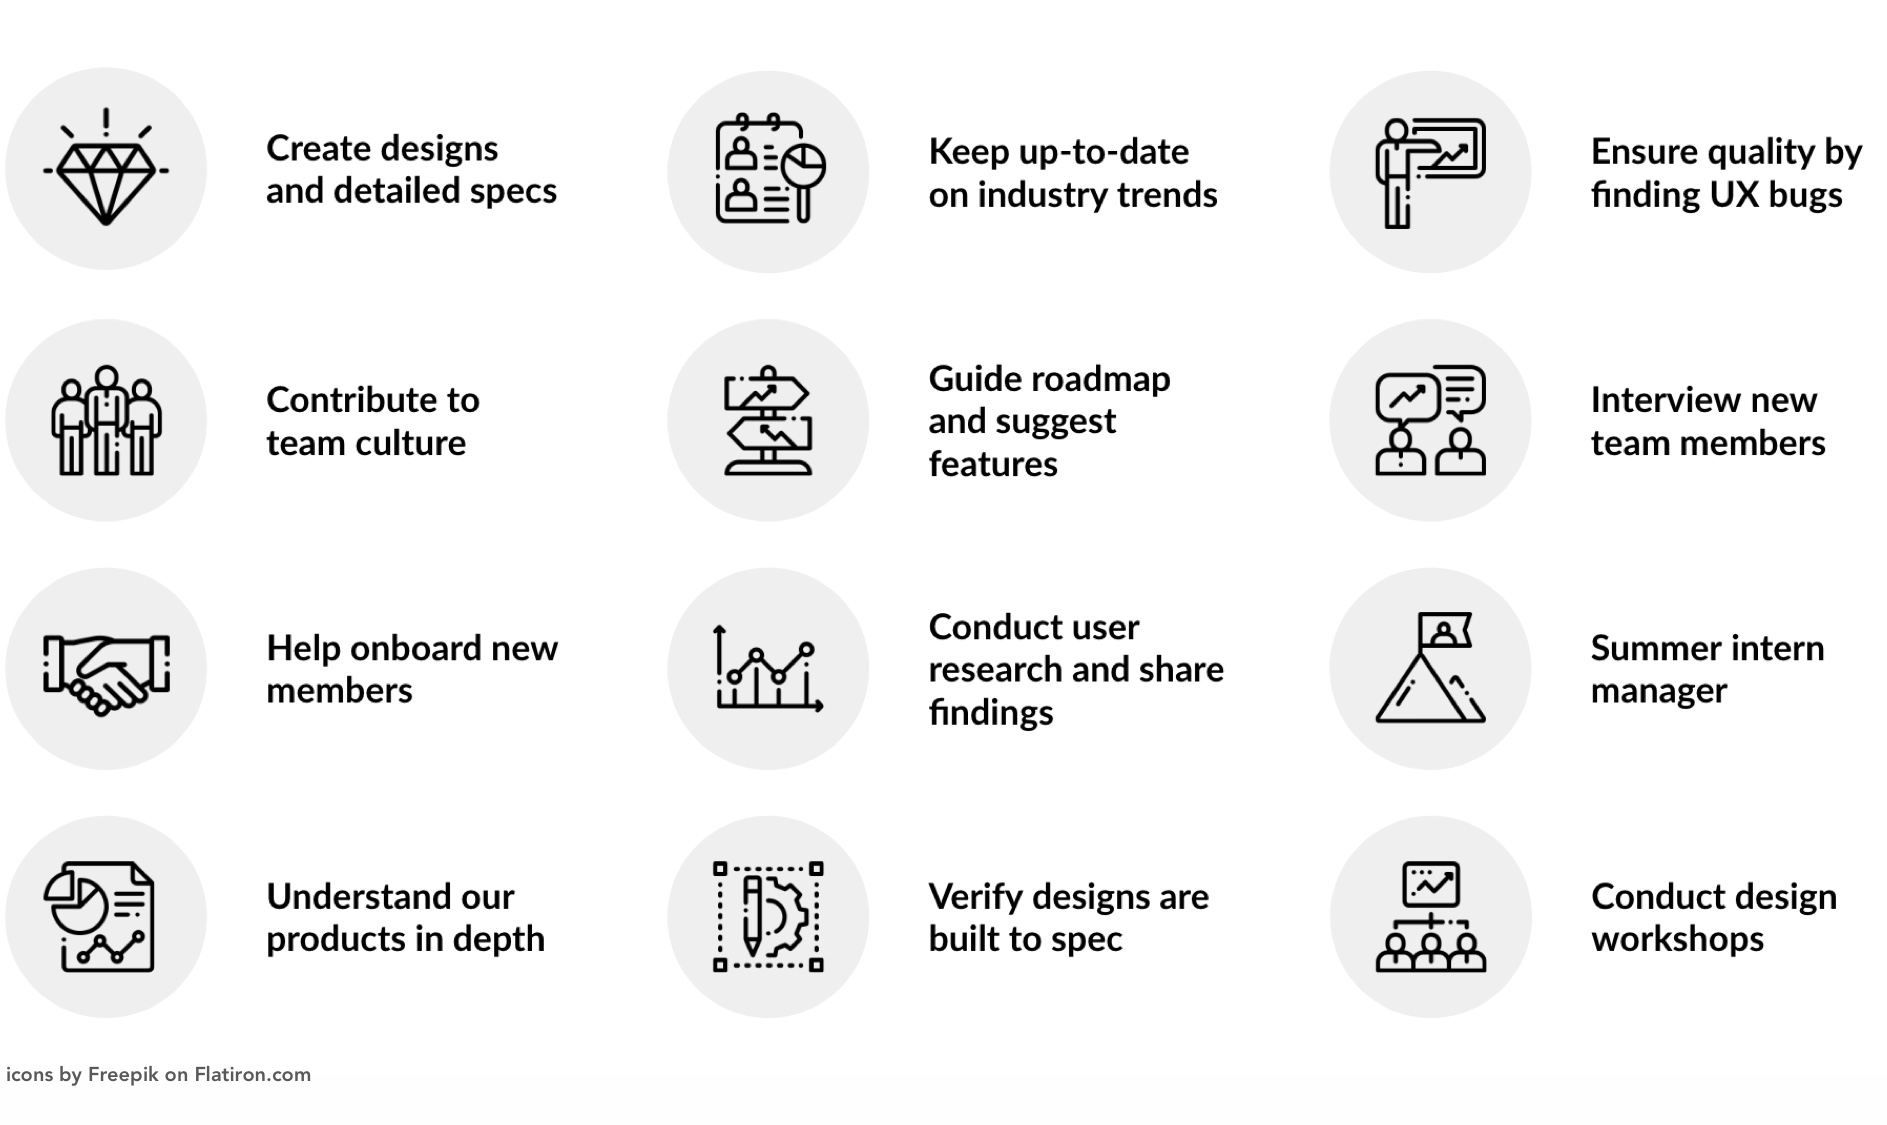 Create designs
and detailed specs
Keep up-to-date
on industry trends
Ensure quality by
finding UX bugs
Contribute to
team culture
Guide roadmap
and suggest
features
Interview new
team members
Help onboard new
members
Conduct user
research and share
findings
Summer intern
manager
Understand our
products in depth
Verify designs are
built to spec
Conduct design
workshops
icons by Freepik on Flatiron.com